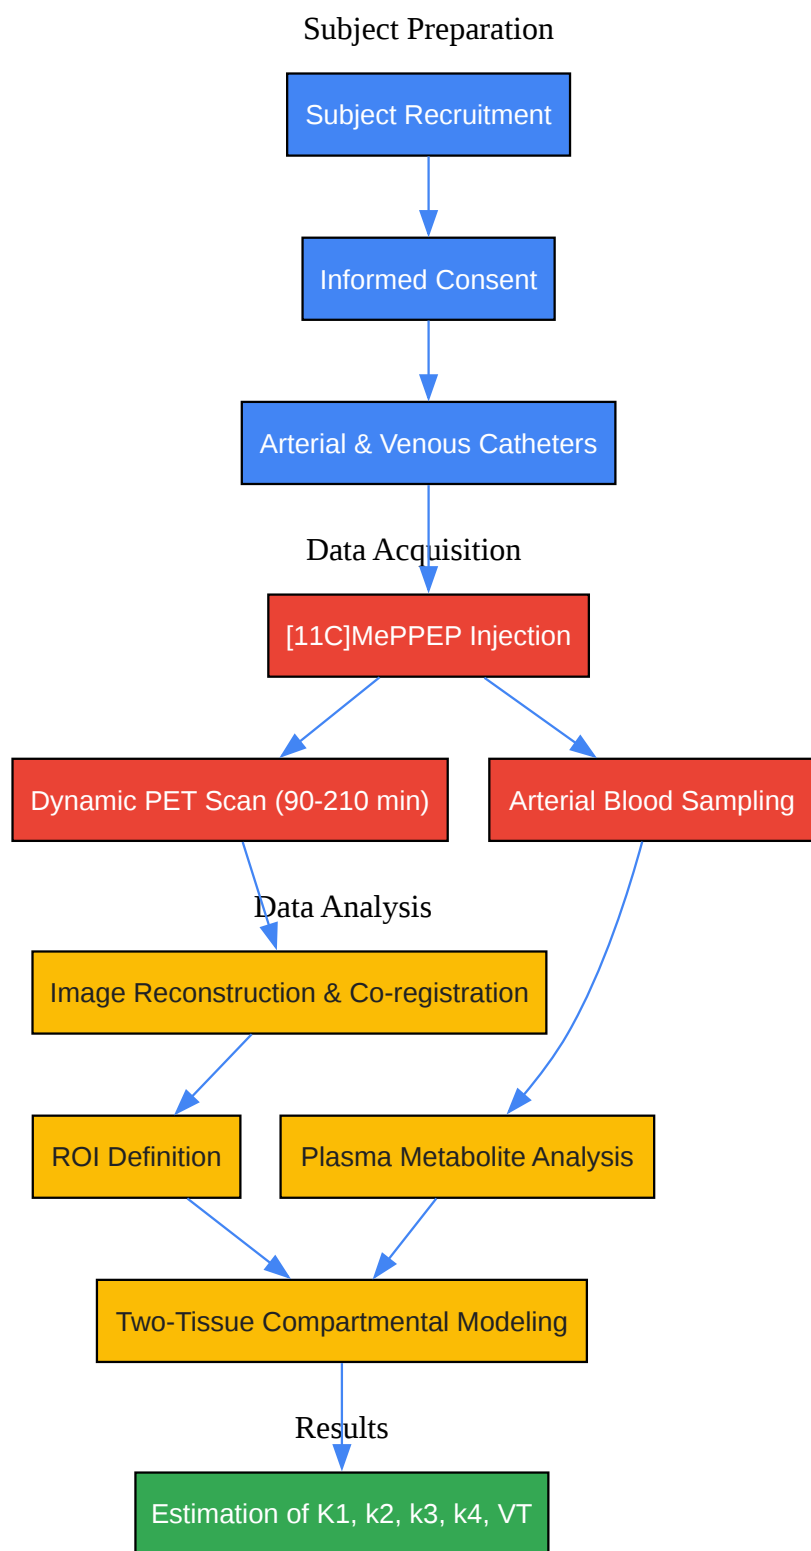 Subject Preparation
Subject Recruitment
Informed Consent
Arterial & Venous Catheters
Data Acquisition
[11C]MePPEP Injection
Dynamic PET Scan (90-210 min)
Arterial Blood Sampling
Data Analysis
Image Reconstruction & Co-registration
ROI Definition
Plasma Metabolite Analysis
Two-Tissue Compartmental Modeling
Results
Estimation of K1, k2, k3, k4, VT